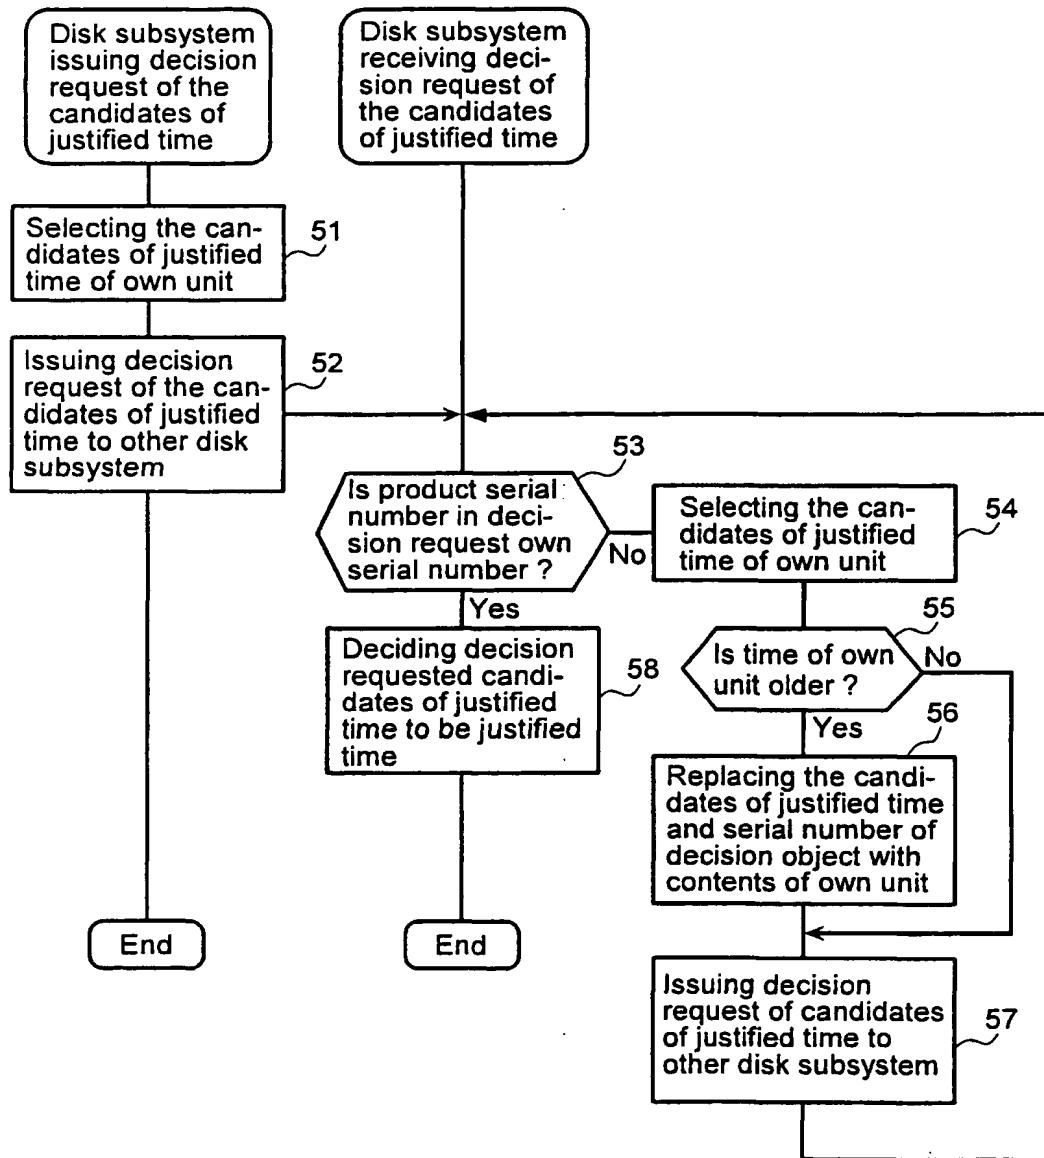 Disk subsystem
issuing decision
request of the
candidates of
justified time
Disk subsystem
receiving deci-
sion request of
the candidates
of justified time
Selecting the can-
didates of justified
time of own unit
51
Issuing decision
request of the can-
didates of justified
time to other disk
subsystem
52
53
Is product serial
number in deci-
sion request own
serial number ?
No
Yes
Selecting the can-
didates of justified
time of own unit
54
55
Is time of own
unit older ?
No
Yes
Deciding decision
requested candi-
dates of justified
time to be justified
time
58
56
Replacing the candi-
dates of justified time
and serial number of
decision object with
contents of own unit
End
End
Issuing decision
request of candidates
of justified time to
other disk subsystem
57